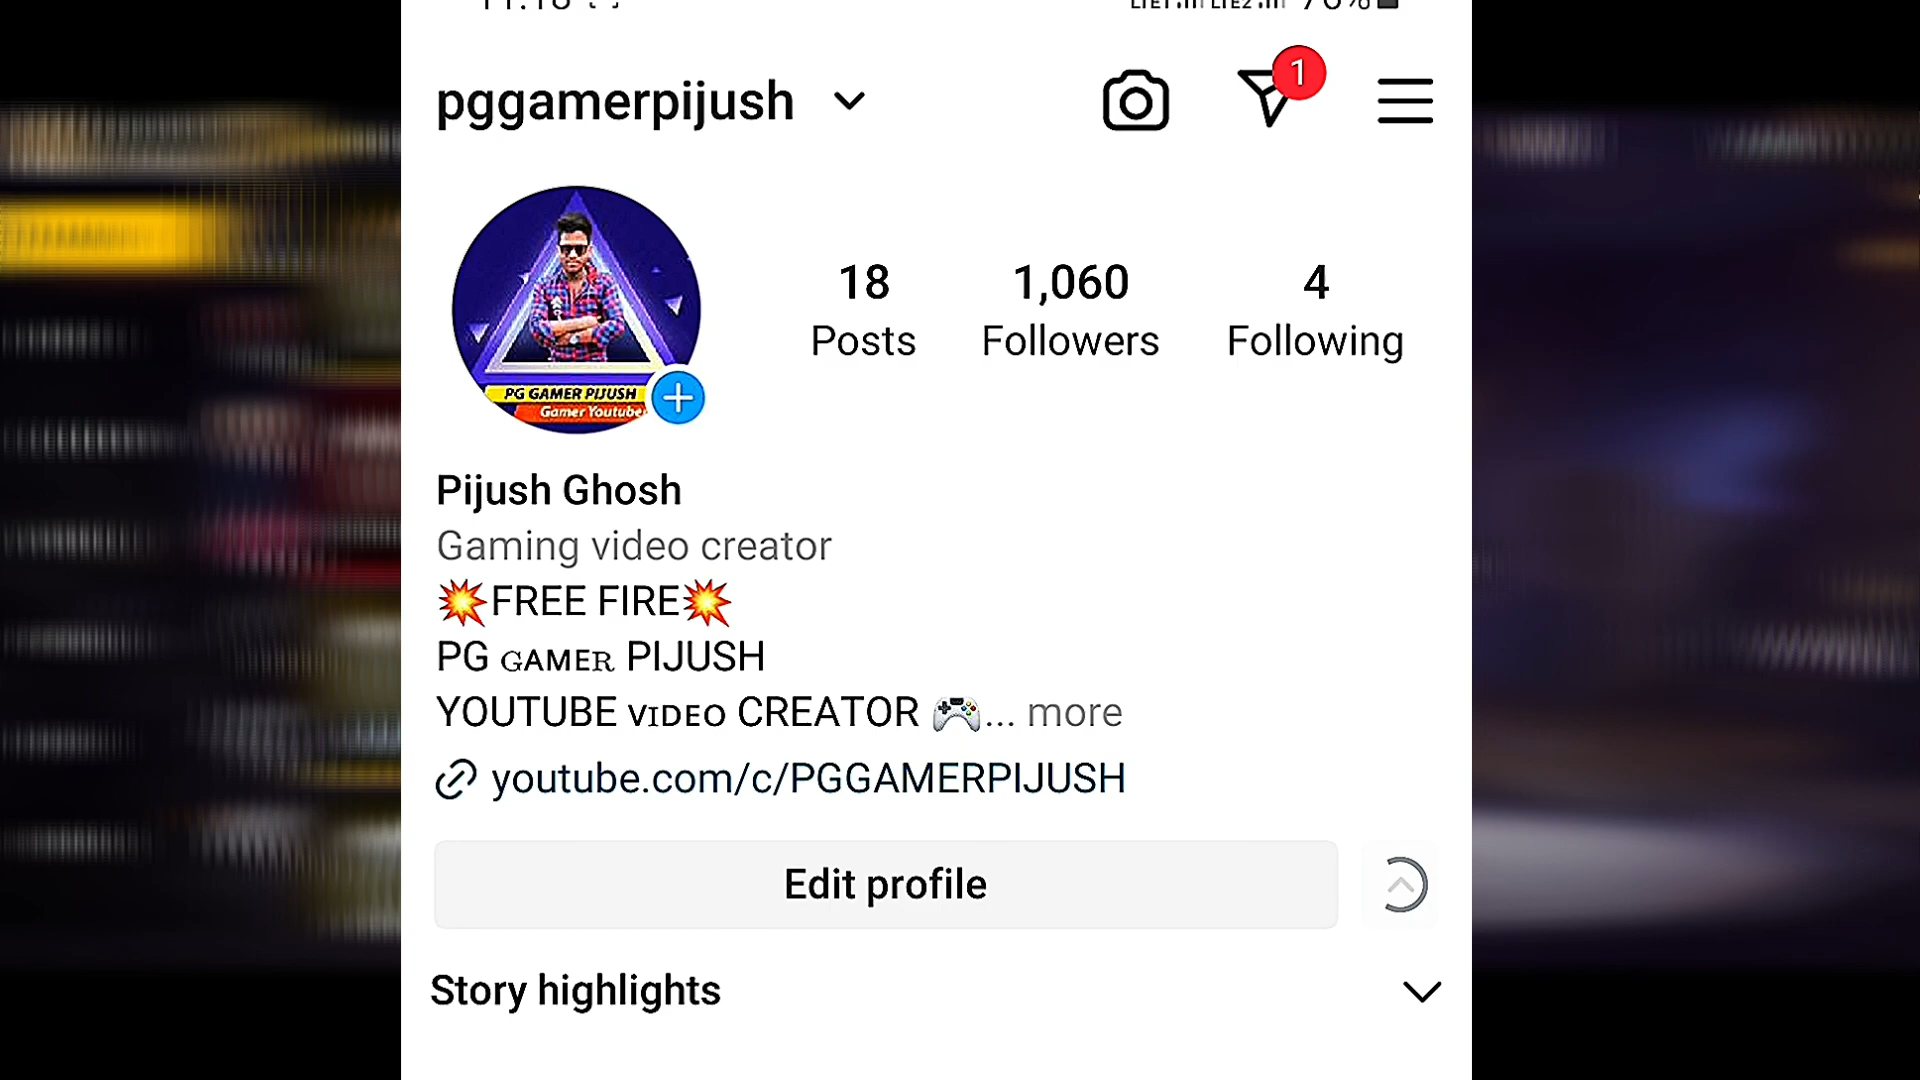 pggamerpijush
1
18
1,060
4
Posts
Followers
Following
PG GAMER PIJUSH
Gamer Youtube
Pijush Ghosh
Gaming video creator
💥FREE FIRE💥
PG ɢᴀᴍᴇʀ PIJUSH
YOUTUBE ᴠɪᴅᴇᴏ CREATOR 🎮... more
youtube.com/c/PGGAMERPIJUSH
Edit profile
Story highlights